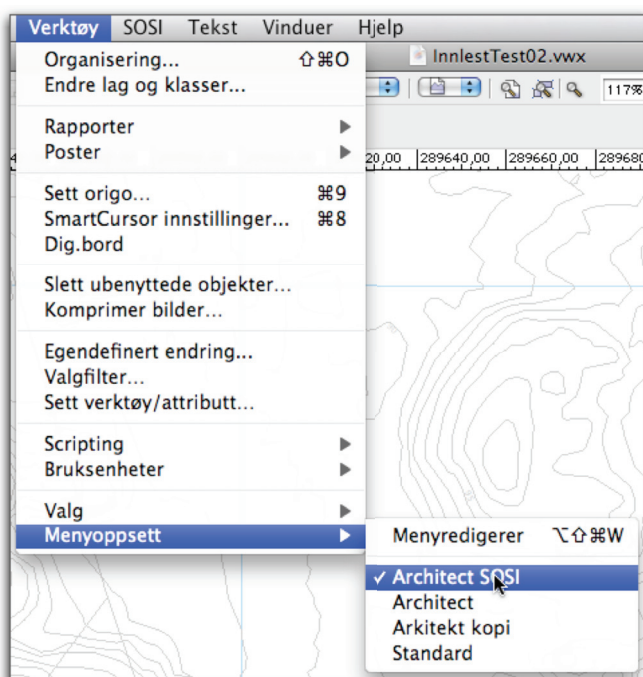 Verktøy SOSI Tekst Vinduer Hjelp
Organisering... ⇧⌘O
InnlestTest02.vwx
Endre lag og klasser...
117%
Rapporter
Poster
20,00 289640,00 289660,00 289680
Sett origo... ⌘9
SmartCursor innstillinger... ⌘8
Dig.bord
Slett ubenyttede objekter...
Komprimer bilder...
Egendefinert endring...
Valgfilter...
Sett verktøy/attributt...
Scripting
Bruksenheter
Valg
Menyoppsett
Menyredigerer ⌥⇧⌘W
✓ Architect SOSI
Architect
Arkitekt kopi
Standard